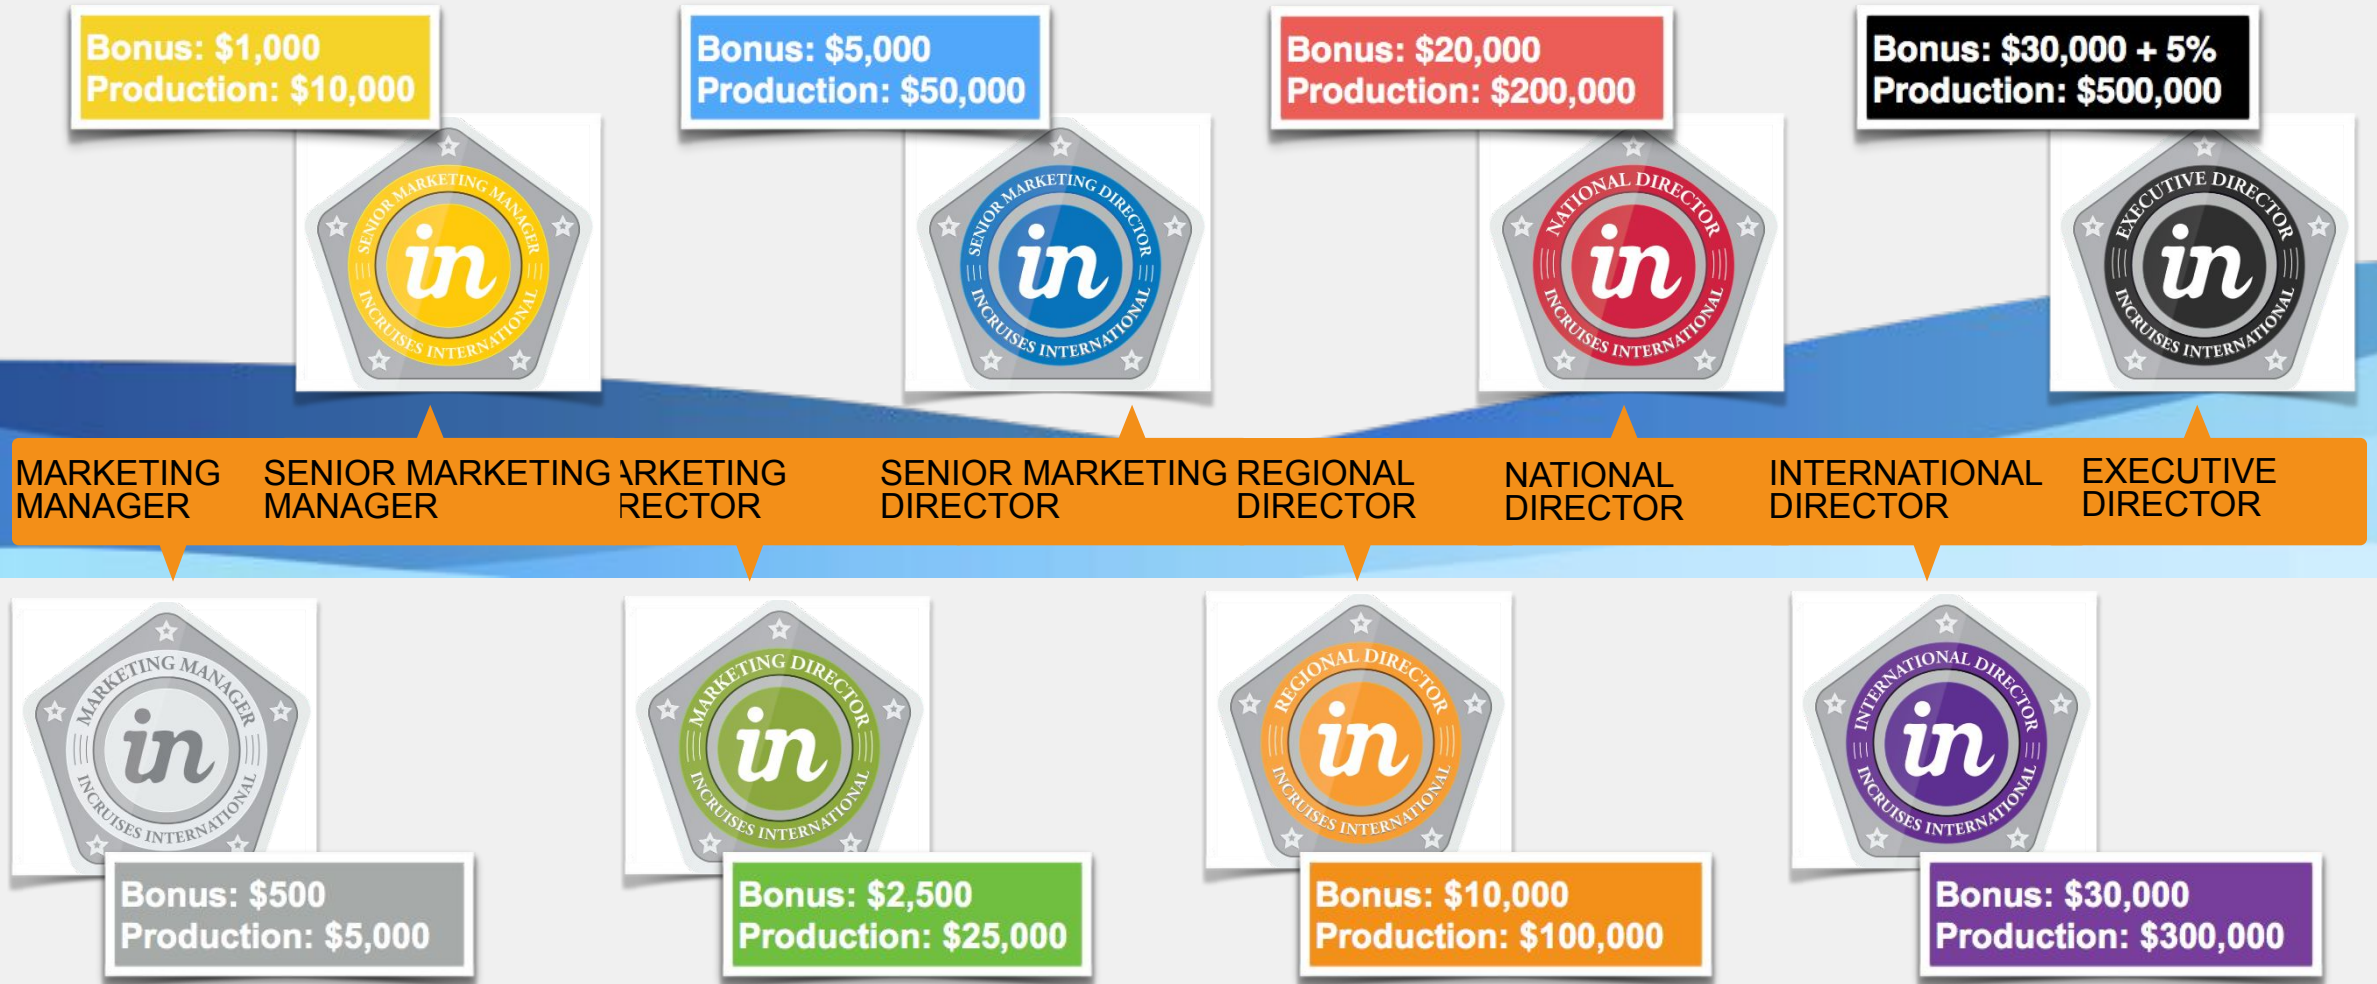 Bonus: $1,000
Production: $10,000
Bonus: $5,000
Production: $50,000
Bonus: $20,000
Production: $200,000
Bonus: $30,000 + 5%
Production: $500,000
SENIOR MARKETING MANAGER
in
INCRUISES INTERNATIONAL
SENIOR MARKETING DIRECTOR
in
INCRUISES INTERNATIONAL
NATIONAL DIRECTOR
in
INCRUISES INTERNATIONAL
EXECUTIVE DIRECTOR
in
INCRUISES INTERNATIONAL
MARKETING
MANAGER
SENIOR MARKETING
MANAGER
ARKETING
RECTOR
SENIOR MARKETING
DIRECTOR
REGIONAL
DIRECTOR
NATIONAL
DIRECTOR
INTERNATIONAL
DIRECTOR
EXECUTIVE
DIRECTOR
MARKETING MANAGER
in
INCRUISES INTERNATIONAL
MARKETING DIRECTOR
in
INCRUISES INTERNATIONAL
REGIONAL DIRECTOR
in
INCRUISES INTERNATIONAL
INTERNATIONAL DIRECTOR
in
INCRUISES INTERNATIONAL
Bonus: $500
Production: $5,000
Bonus: $2,500
Production: $25,000
Bonus: $10,000
Production: $100,000
Bonus: $30,000
Production: $300,000